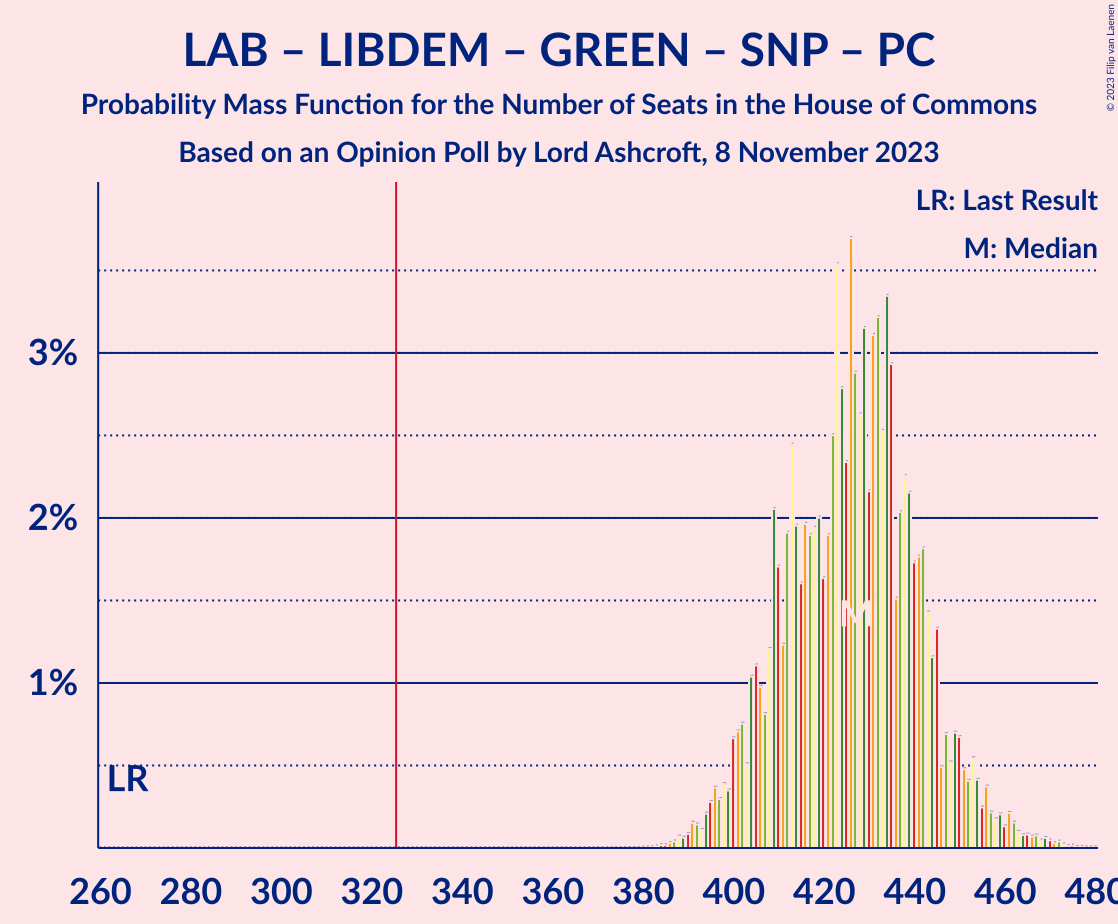 LAB – LIBDEM – GREEN – SNP – PC
Probability Mass Function for the Number of Seats in the House of Commons
Based on an Opinion Poll by Lord Ashcroft, 8 November 2023
© 2023 Filip van Laenen
LR: Last Result
M: Median
3%
2%
1%
M
LR
260 280 300 320 340 360 380 400 420 440 460 480